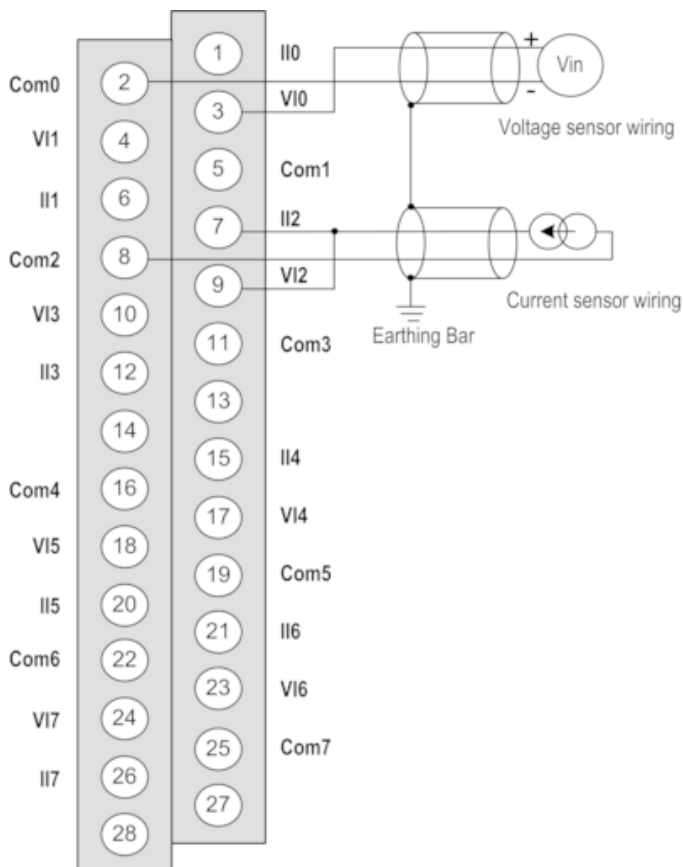 1 II0
Com0 2
+ Vin
3 VI0
-
Voltage sensor wiring
VI1 4
5 Com1
II1 6
7 II2
Com2 8
9 VI2
Current sensor wiring
VI3 10
Earthing Bar
11 Com3
II3 12
13
14
15 II4
Com4 16
17 VI4
VI5 18
19 Com5
II5 20
21 II6
Com6 22
23 VI6
VI7 24
25 Com7
II7 26
27
28